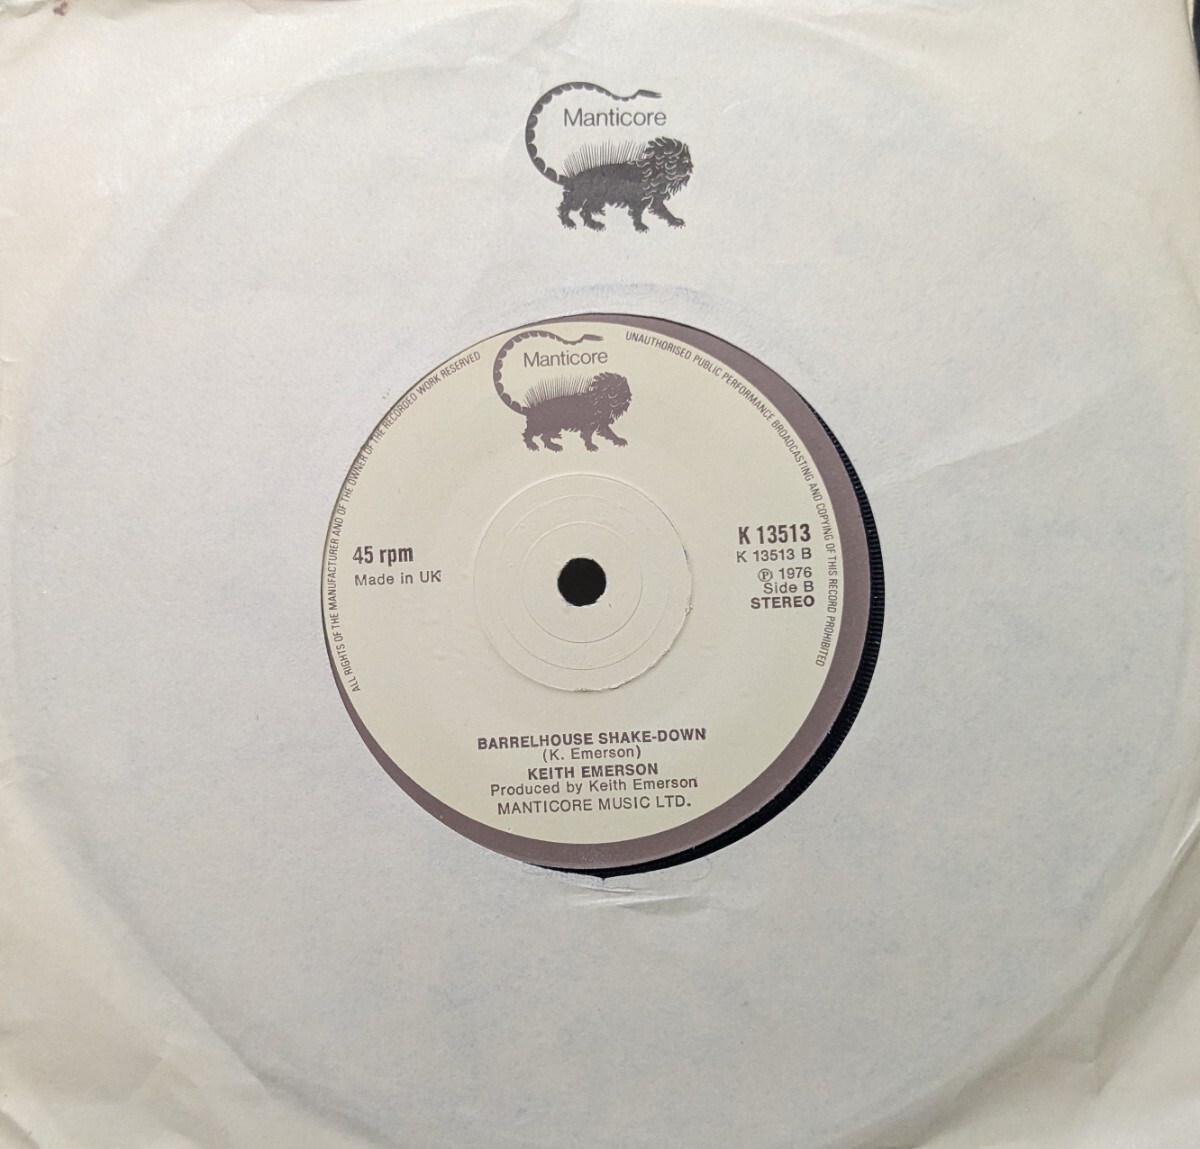 Manticore
Manticore
ALL RIGHTS OF THE MANUFACTURER AND OF THE OWNER OF THE RECORDED WORK RESERVED
UNAUTHORISED PUBLIC PERFORMANCE BROADCASTING AND COPYING OF THIS RECORD PROHIBITED
45 rpm
Made in UK
K 13513
K 13513 B
℗ 1976
Side B
STEREO
BARRELHOUSE SHAKE-DOWN
(K. Emerson)
KEITH EMERSON
Produced by Keith Emerson
MANTICORE MUSIC LTD.